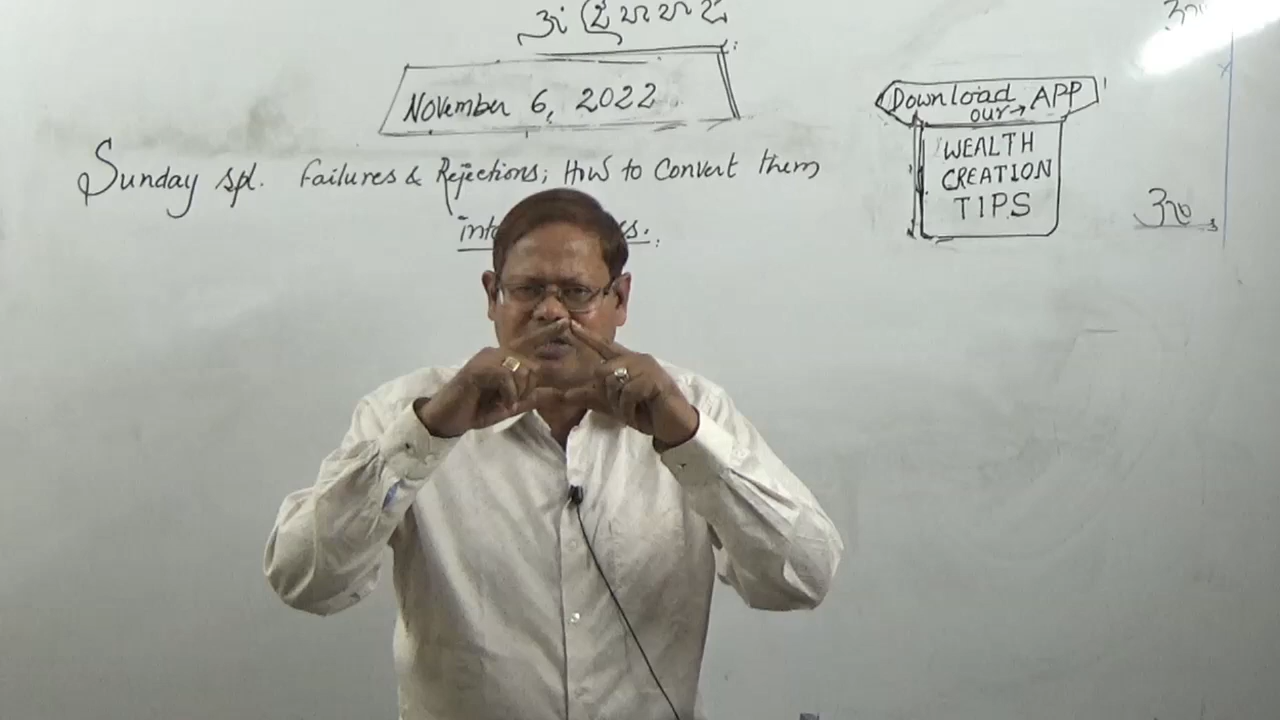 November 6, 2022
Sunday spl. Failures & Rejections; How to Convert them
Download
our→ APP
WEALTH
CREATION
TIPS